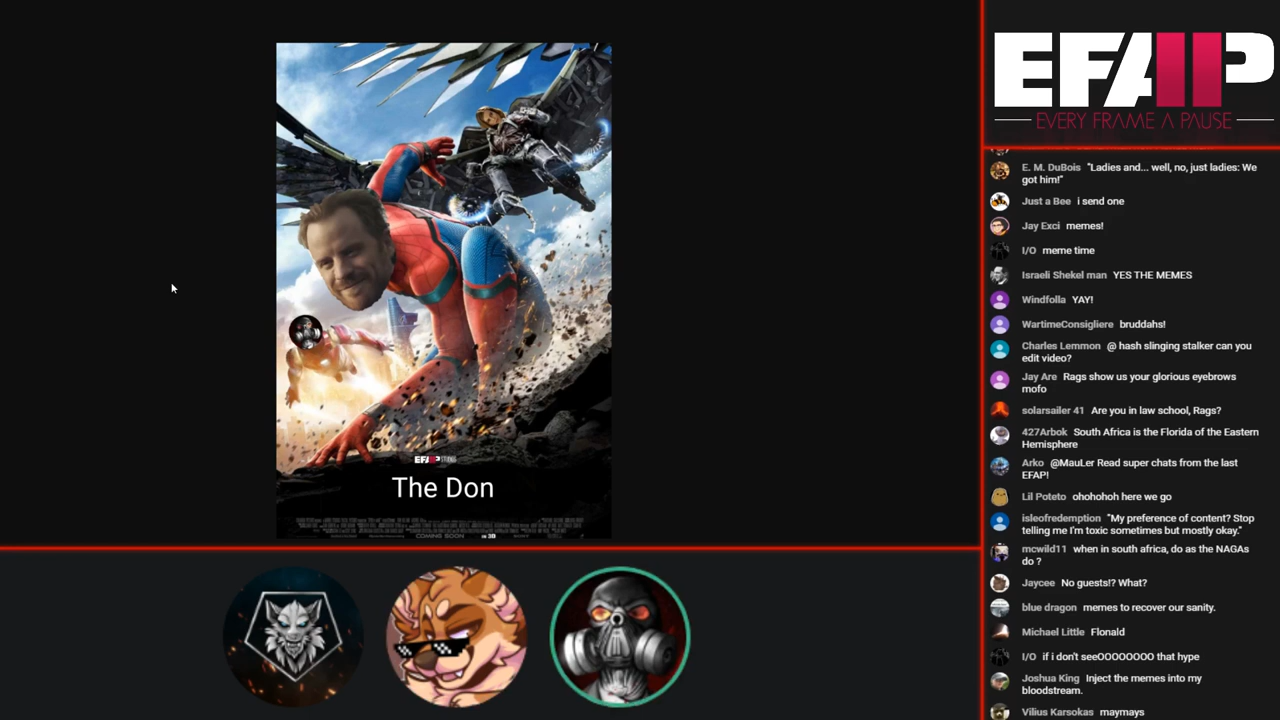 EFAP
EVERY FRAME A PAUSE
E. M. DuBois "Ladies and... well, no, just ladies: We
got him!"
Just a Bee i send one
Jay Exci memes!
I/O meme time
Israeli Shekel man YES THE MEMES
Windfolla YAY!
WartimeConsigliere bruddahs!
Charles Lemmon @ hash slinging stalker can you
edit video?
Jay Are Rags show us your glorious eyebrows
mofo
solarsailer 41 Are you in law school, Rags?
427Arbok South Africa is the Florida of the Eastern
Hemisphere
Arko @MauLer Read super chats from the last
EFAP!
Lil Poteto ohohohoh here we go
isleofredemption "My preference of content? Stop
telling me I'm toxic sometimes but mostly okay."
mcwild11 when in south africa, do as the NAGAs
do ?
Jaycee No guests!? What?
blue dragon memes to recover our sanity.
Michael Little Flonald
I/O if i don't seeOOOOOOOO that hype
Joshua King Inject the memes into my
bloodstream.
Vilius Karsokas maymays
EFAP STUDIOS
The Don
COMING SOON
IN 3B
SONY